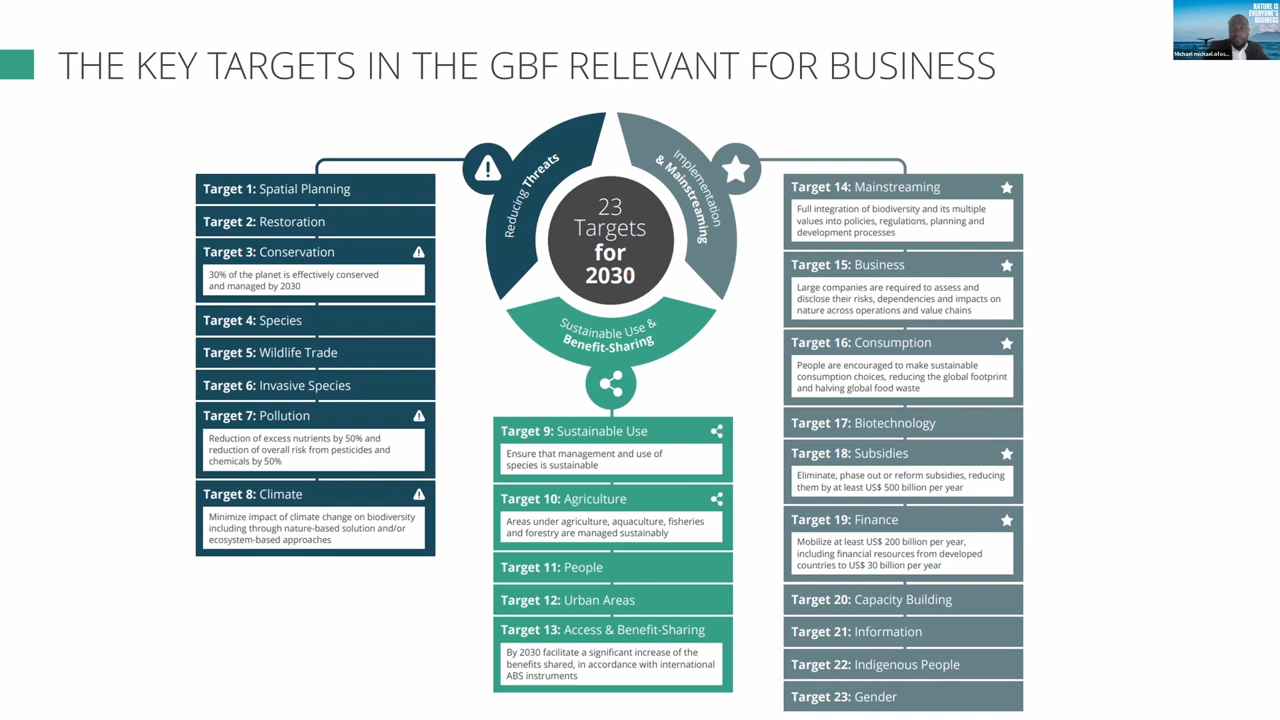 THE KEY TARGETS IN THE GBF RELEVANT FOR BUSINESS
NATURE IS
EVERYONE'S
BUSINESS
Michael michael.ofos...
Reducing Threats
Implementation
& Mainstreaming
23
Targets
for
2030
Sustainable Use &
Benefit-Sharing
Target 1: Spatial Planning
Target 2: Restoration
Target 3: Conservation
30% of the planet is effectively conserved
and managed by 2030
Target 4: Species
Target 5: Wildlife Trade
Target 6: Invasive Species
Target 7: Pollution
Reduction of excess nutrients by 50% and
reduction of overall risk from pesticides and
chemicals by 50%
Target 8: Climate
Minimize impact of climate change on biodiversity
including through nature-based solution and/or
ecosystem-based approaches
Target 9: Sustainable Use
Ensure that management and use of
species is sustainable
Target 10: Agriculture
Areas under agriculture, aquaculture, fisheries
and forestry are managed sustainably
Target 11: People
Target 12: Urban Areas
Target 13: Access & Benefit-Sharing
By 2030 facilitate a significant increase of the
benefits shared, in accordance with international
ABS instruments
Target 14: Mainstreaming
Full integration of biodiversity and its multiple
values into policies, regulations, planning and
development processes
Target 15: Business
Large companies are required to assess and
disclose their risks, dependencies and impacts on
nature across operations and value chains
Target 16: Consumption
People are encouraged to make sustainable
consumption choices, reducing the global footprint
and halving global food waste
Target 17: Biotechnology
Target 18: Subsidies
Eliminate, phase out or reform subsidies, reducing
them by at least US$ 500 billion per year
Target 19: Finance
Mobilize at least US$ 200 billion per year,
including financial resources from developed
countries to US$ 30 billion per year
Target 20: Capacity Building
Target 21: Information
Target 22: Indigenous People
Target 23: Gender